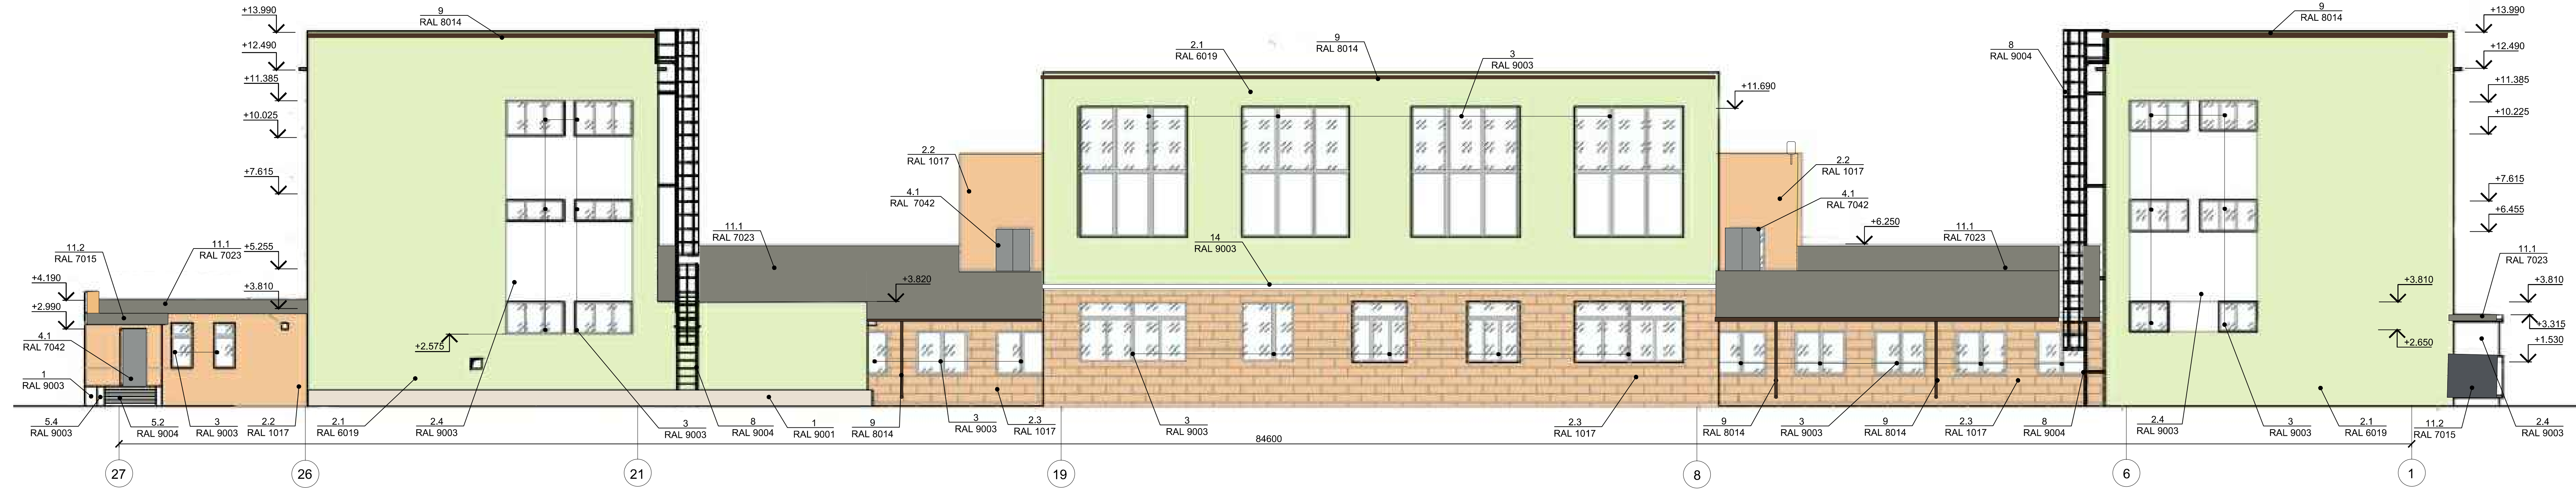 +13.990
+12.490
+11.385
+10.025
+7.615
+5.255
+3.810
+4.190
+2.990
9
RAL 8014
11.2
RAL 7015
11.1
RAL 7023
4.1
RAL 7042
1
RAL 9003
5.4
RAL 9003
5.2
RAL 9004
3
RAL 9003
2.2
RAL 1017
2.1
RAL 6019
2.4
RAL 9003
+2.575
3
RAL 9003
8
RAL 9004
1
RAL 9001
11.1
RAL 7023
+3.820
2.2
RAL 1017
4.1
RAL 7042
9
RAL 8014
3
RAL 9003
2.3
RAL 1017
2.1
RAL 6019
9
RAL 8014
3
RAL 9003
14
RAL 9003
3
RAL 9003
2.3
RAL 1017
84600
+11.690
2.2
RAL 1017
4.1
RAL 7042
+6.250
11.1
RAL 7023
9
RAL 8014
3
RAL 9003
9
RAL 8014
2.3
RAL 1017
8
RAL 9004
8
RAL 9004
9
RAL 8014
2.4
RAL 9003
3
RAL 9003
2.1
RAL 6019
+3.810
+2.650
11.2
RAL 7015
2.4
RAL 9003
+13.990
+12.490
+11.385
+10.225
+7.615
+6.455
11.1
RAL 7023
+3.810
+3.315
+1.530
27
26
21
19
8
6
1